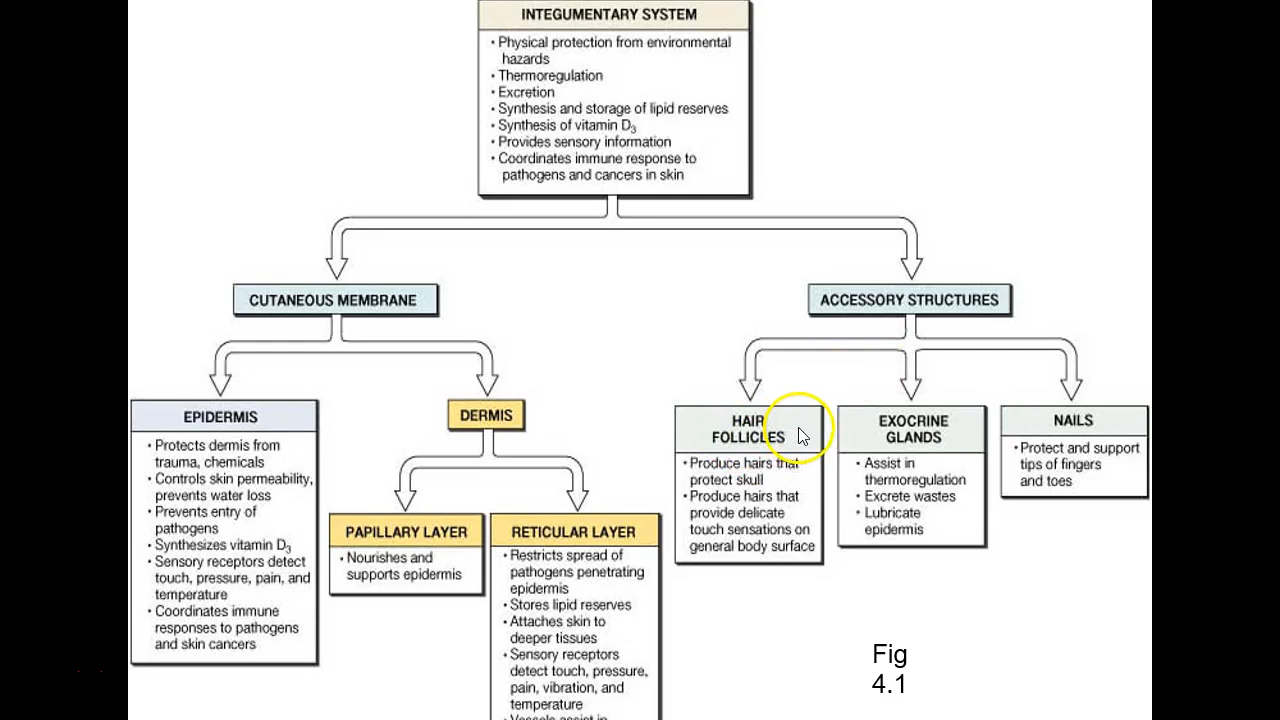 INTEGUMENTARY SYSTEM
• Physical protection from environmental
hazards
• Thermoregulation
• Excretion
• Synthesis and storage of lipid reserves
• Synthesis of vitamin D3
• Provides sensory information
• Coordinates immune response to
pathogens and cancers in skin
CUTANEOUS MEMBRANE
ACCESSORY STRUCTURES
EPIDERMIS
• Protects dermis from
trauma, chemicals
• Controls skin permeability,
prevents water loss
• Prevents entry of
pathogens
• Synthesizes vitamin D3
• Sensory receptors detect
touch, pressure, pain, and
temperature
• Coordinates immune
responses to pathogens
and skin cancers
DERMIS
PAPILLARY LAYER
• Nourishes and
supports epidermis
RETICULAR LAYER
• Restricts spread of
pathogens penetrating
epidermis
• Stores lipid reserves
• Attaches skin to
deeper tissues
• Sensory receptors
detect touch, pressure,
pain, vibration, and
temperature
• Vessels assist in
HAIR
FOLLICLES
• Produce hairs that
protect skull
• Produce hairs that
provide delicate
touch sensations on
general body surface
EXOCRINE
GLANDS
• Assist in
thermoregulation
• Excrete wastes
• Lubricate
epidermis
NAILS
• Protect and support
tips of fingers
and toes
Fig
4.1